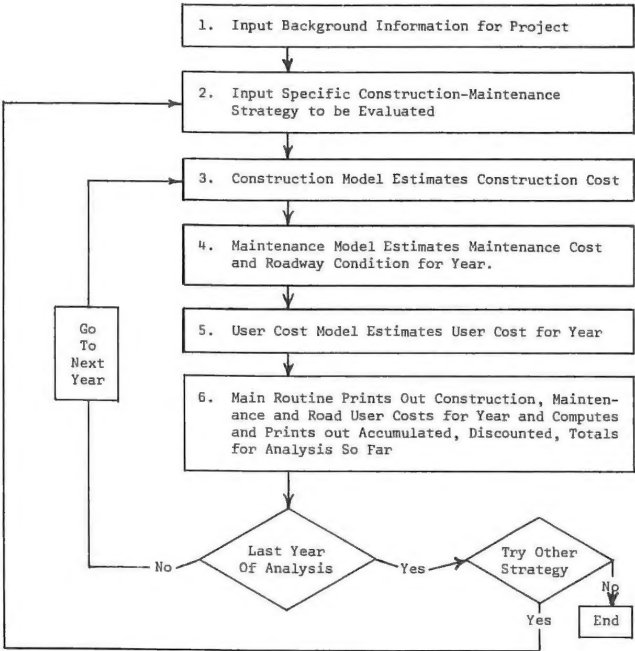 1. Input Background Information for Project
2. Input Specific Construction-Maintenance
Strategy to be Evaluated
3. Construction Model Estimates Construction Cost
4. Maintenance Model Estimates Maintenance Cost
and Roadway Condition for Year.
5. User Cost Model Estimates User Cost for Year
6. Main Routine Prints Out Construction, Mainten-
ance and Road User Costs for Year and Computes
and Prints out Accumulated, Discounted, Totals
for Analysis So Far
Go
To
Next
Year
No
Last Year
Of Analysis
Yes
Try Other
Strategy
No
Yes
End